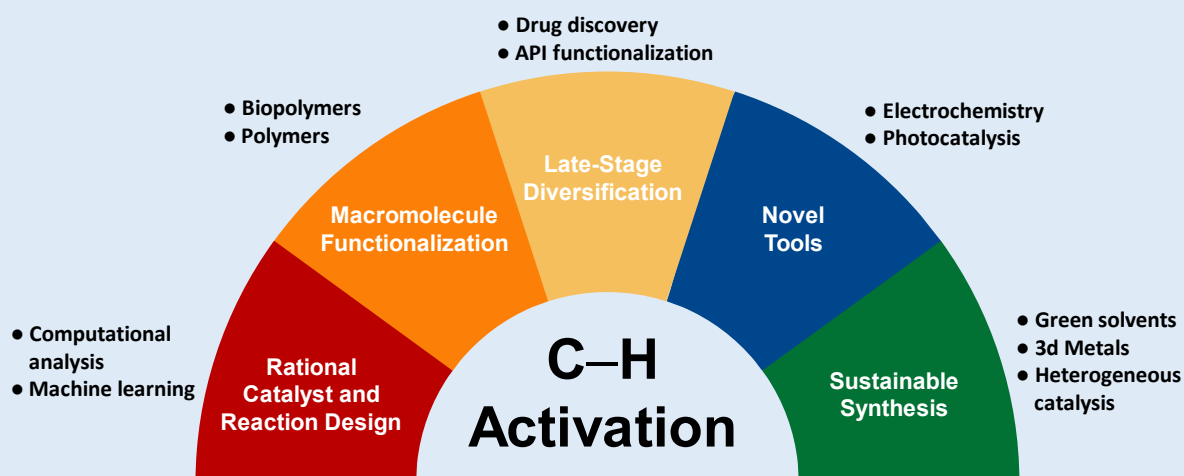 ● Drug discovery
● API functionalization
● Biopolymers
● Polymers
● Electrochemistry
● Photocatalysis
Late-Stage
Diversification
Macromolecule
Functionalization
Novel
Tools
● Computational
analysis
● Machine learning
● Green solvents
● 3d Metals
● Heterogeneous
catalysis
Rational
Catalyst and
Reaction Design
C–H
Activation
Sustainable
Synthesis